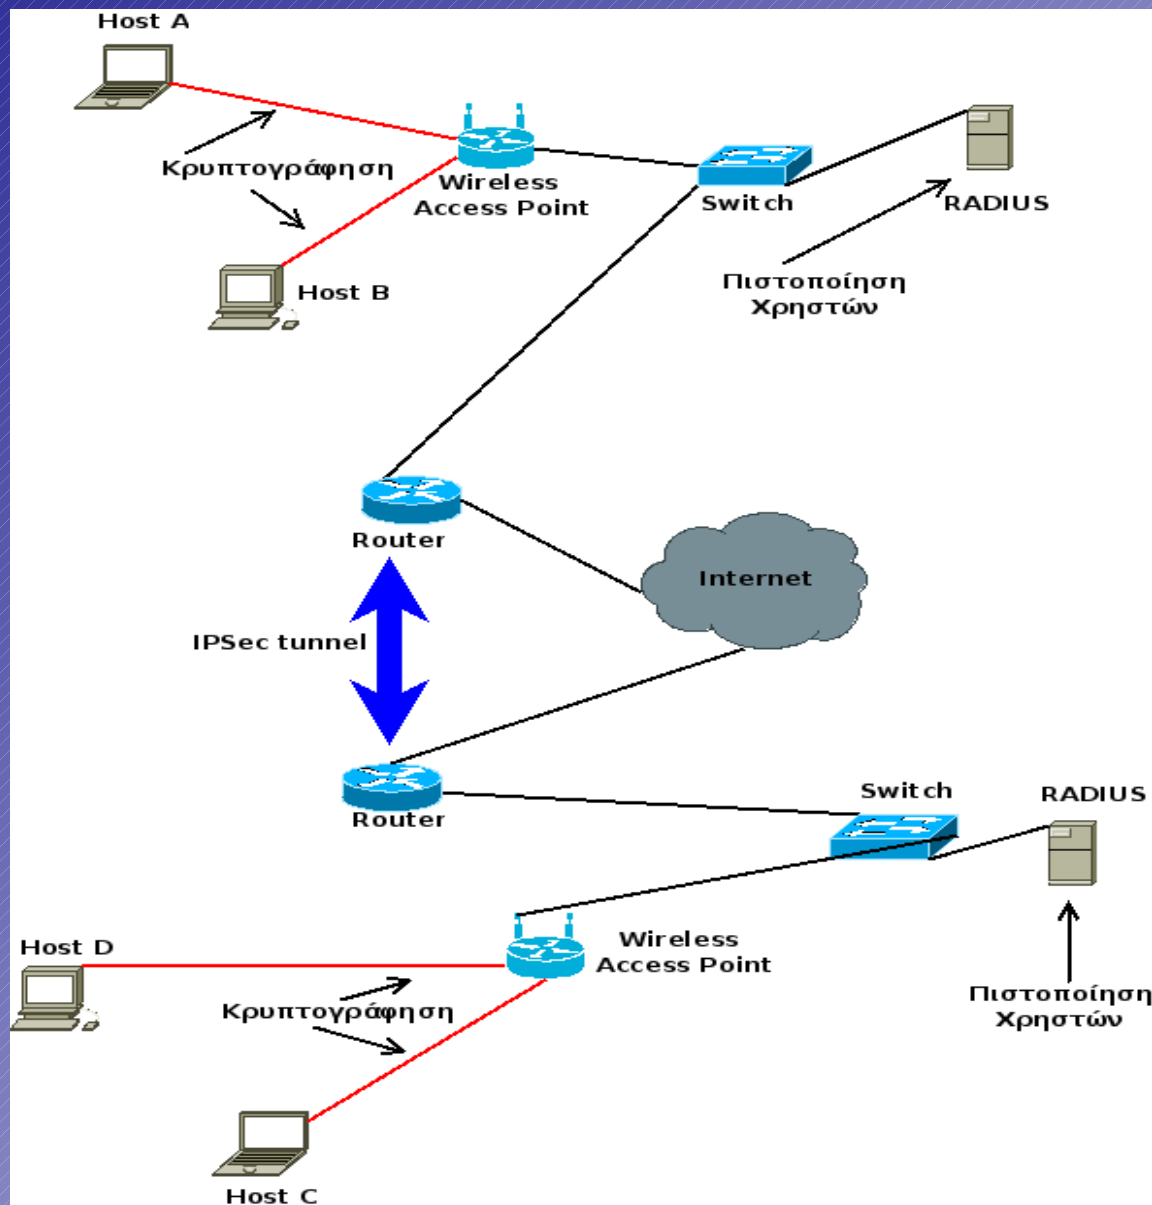 Host A
Κρυπτογράφηση
Wireless
Access Point
Switch
RADIUS
Host B
Πιστοποίηση
Χρηστών
Router
Internet
IPSec tunnel
Router
Switch
RADIUS
Host D
Wireless
Access Point
Κρυπτογράφηση
Πιστοποίηση
Χρηστών
Host C